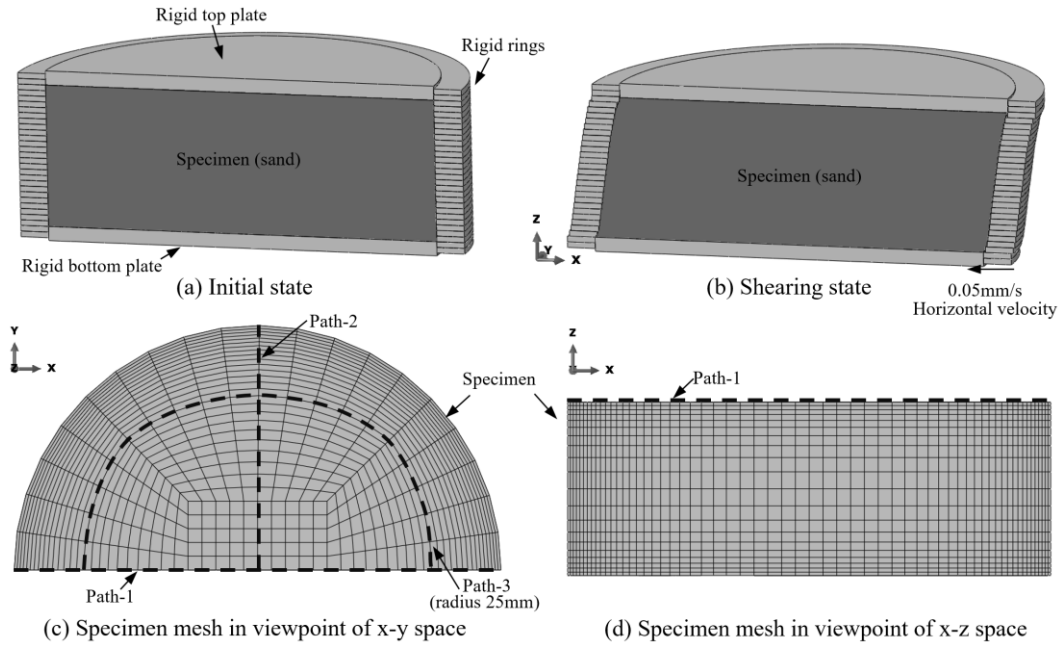 Rigid top plate
Rigid rings
Specimen (sand)
Rigid bottom plate
(a) Initial state
Specimen (sand)
Z
Y
X
(b) Shearing state
0.05mm/s
Horizontal velocity
Y
Z
X
Path-2
Specimen
Path-1
Path-3
(radius 25mm)
(c) Specimen mesh in viewpoint of x-y space
Z
X
Path-1
(d) Specimen mesh in viewpoint of x-z space